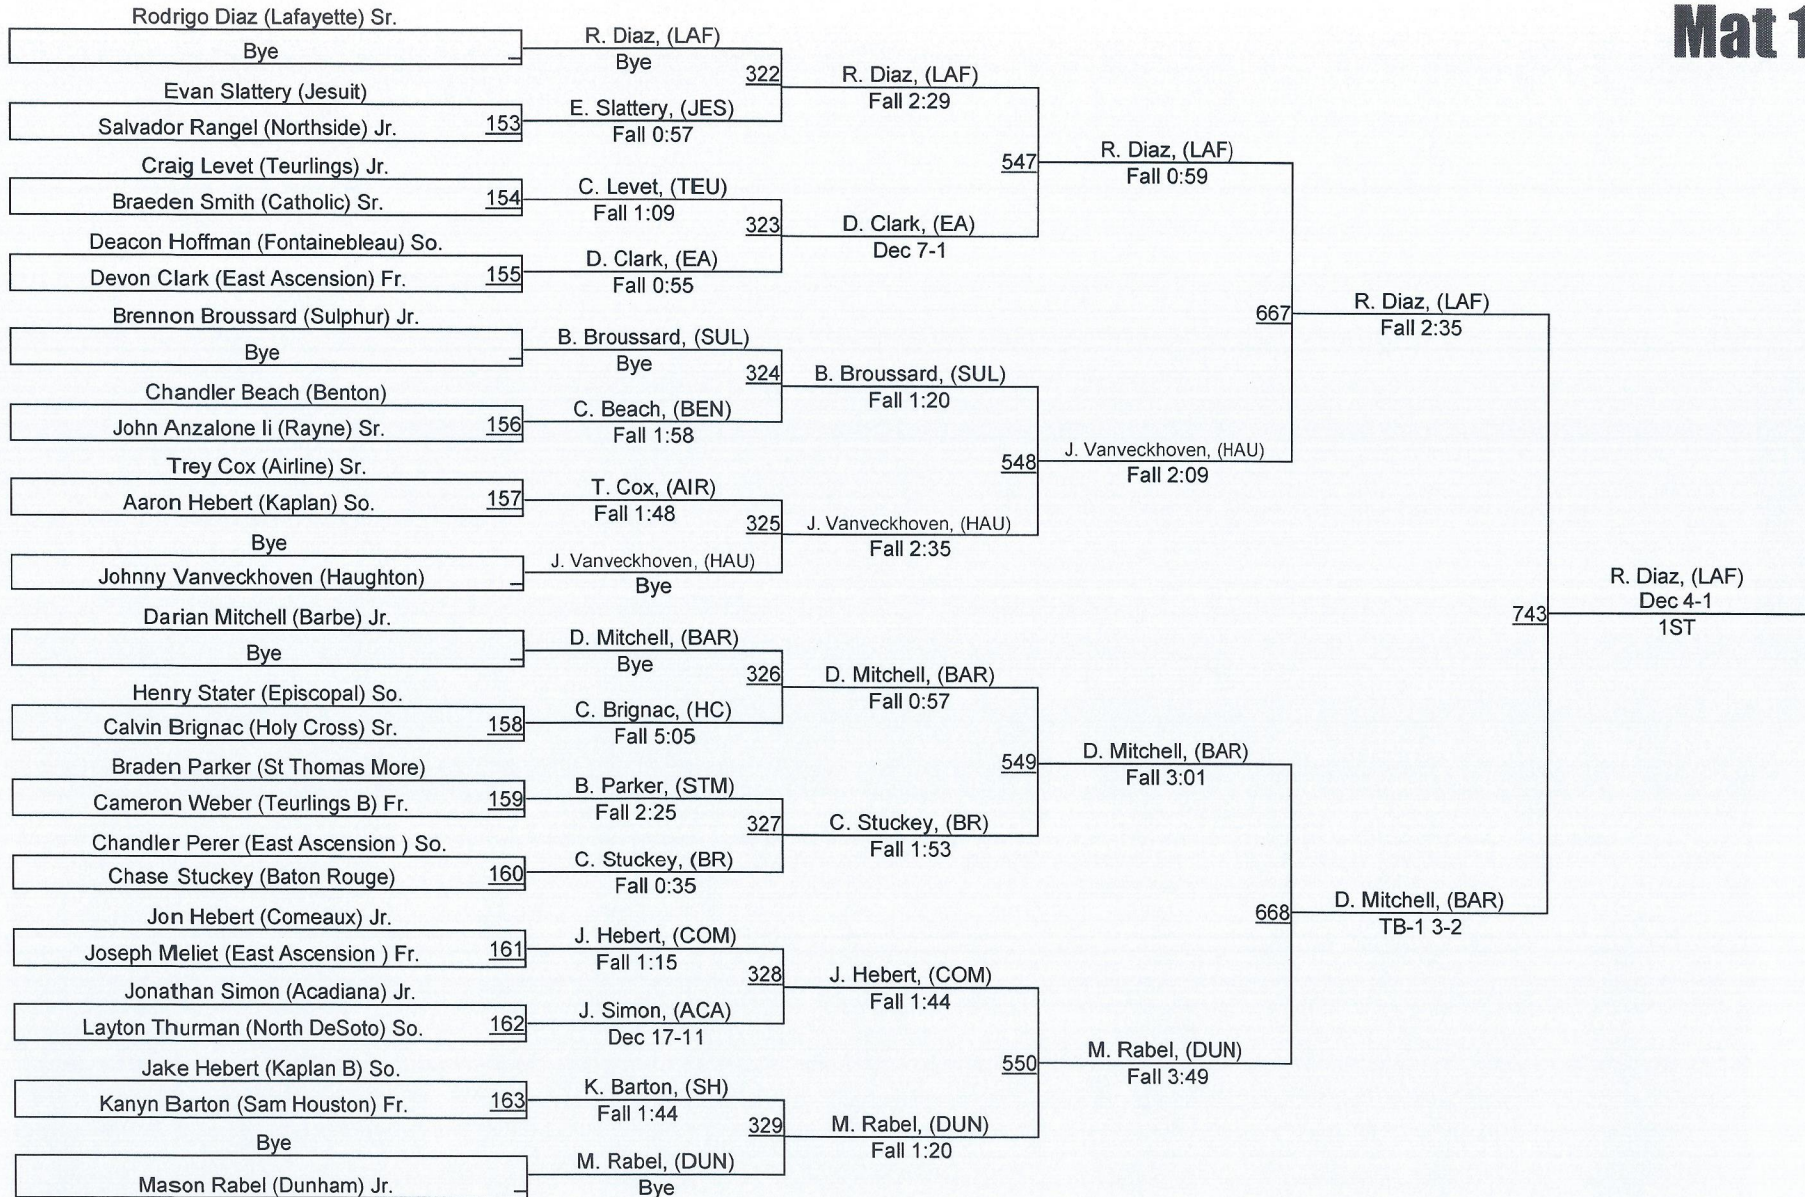 Mat 1
Rodrigo Diaz (Lafayette) Sr.
Bye
Evan Slattery (Jesuit)
Salvador Rangel (Northside) Jr. 153
Craig Levet (Teurlings) Jr.
Braeden Smith (Catholic) Sr. 154
Deacon Hoffman (Fontainebleau) So.
Devon Clark (East Ascension) Fr. 155
Brennon Broussard (Sulphur) Jr.
Bye
Chandler Beach (Benton)
John Anzalone Ii (Rayne) Sr. 156
Trey Cox (Airline) Sr.
Aaron Hebert (Kaplan) So. 157
Bye
Johnny Vanveckhoven (Haughton)
Darian Mitchell (Barbe) Jr.
Bye
Henry Stater (Episcopal) So.
Calvin Brignac (Holy Cross) Sr. 158
Braden Parker (St Thomas More)
Cameron Weber (Teurlings B) Fr. 159
Chandler Perer (East Ascension ) So.
Chase Stuckey (Baton Rouge) 160
Jon Hebert (Comeaux) Jr.
Joseph Meliet (East Ascension ) Fr. 161
Jonathan Simon (Acadiana) Jr.
Layton Thurman (North DeSoto) So. 162
Jake Hebert (Kaplan B) So.
Kanyn Barton (Sam Houston) Fr. 163
Bye
Mason Rabel (Dunham) Jr.
R. Diaz, (LAF)
Bye
322
E. Slattery, (JES)
Fall 0:57
C. Levet, (TEU)
Fall 1:09
323
D. Clark, (EA)
Fall 0:55
B. Broussard, (SUL)
Bye
324
C. Beach, (BEN)
Fall 1:58
T. Cox, (AIR)
Fall 1:48
325
J. Vanveckhoven, (HAU)
Bye
D. Mitchell, (BAR)
Bye
326
C. Brignac, (HC)
Fall 5:05
B. Parker, (STM)
Fall 2:25
327
C. Stuckey, (BR)
Fall 0:35
J. Hebert, (COM)
Fall 1:15
328
J. Simon, (ACA)
Dec 17-11
K. Barton, (SH)
Fall 1:44
329
M. Rabel, (DUN)
Bye
R. Diaz, (LAF)
Fall 2:29
547
D. Clark, (EA)
Dec 7-1
B. Broussard, (SUL)
Fall 1:20
548
J. Vanveckhoven, (HAU)
Fall 2:35
D. Mitchell, (BAR)
Fall 0:57
549
C. Stuckey, (BR)
Fall 1:53
J. Hebert, (COM)
Fall 1:44
550
M. Rabel, (DUN)
Fall 1:20
R. Diaz, (LAF)
Fall 0:59
667
J. Vanveckhoven, (HAU)
Fall 2:09
D. Mitchell, (BAR)
Fall 3:01
668
M. Rabel, (DUN)
Fall 3:49
R. Diaz, (LAF)
Fall 2:35
743
D. Mitchell, (BAR)
TB-1 3-2
R. Diaz, (LAF)
Dec 4-1
1ST